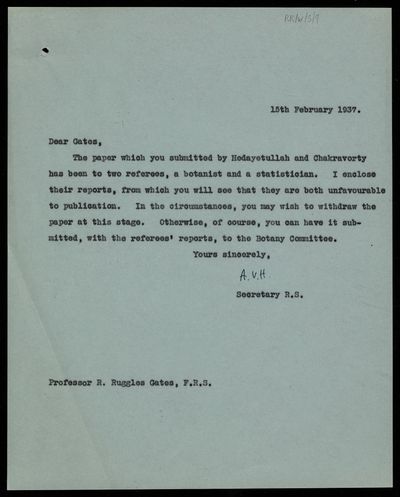 RR/W/5/7
15th February 1937.
Dear Gates,
The paper which you submitted by Hedayetullah and Chakravorty
has been to two referees, a botanist and a statistician. I enclose
their reports, from which you will see that they are both unfavourable
to publication. In the circumstances, you may wish to withdraw the
paper at this stage. Otherwise, of course, you can have it sub-
mitted, with the referees' reports, to the Botany Committee.
Yours sincerely,
A.V.H.
Secretary R.S.
Professor R. Ruggles Gates, F.R.S.